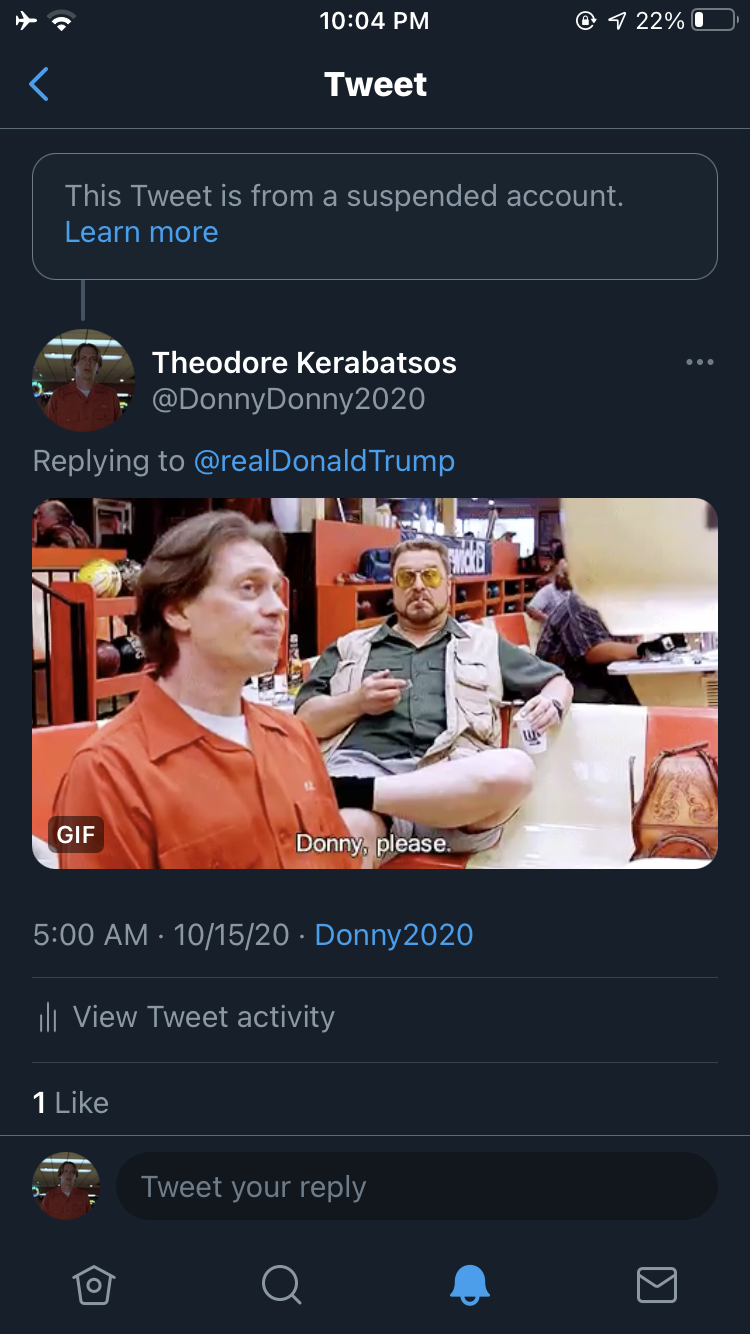 10:04 PM
22%
Tweet
This Tweet is from a suspended account.
Learn more
Theodore Kerabatsos
@DonnyDonny2020
Replying to @realDonaldTrump
GIF
Donny, please.
5:00 AM · 10/15/20 · Donny2020
View Tweet activity
1 Like
Tweet your reply